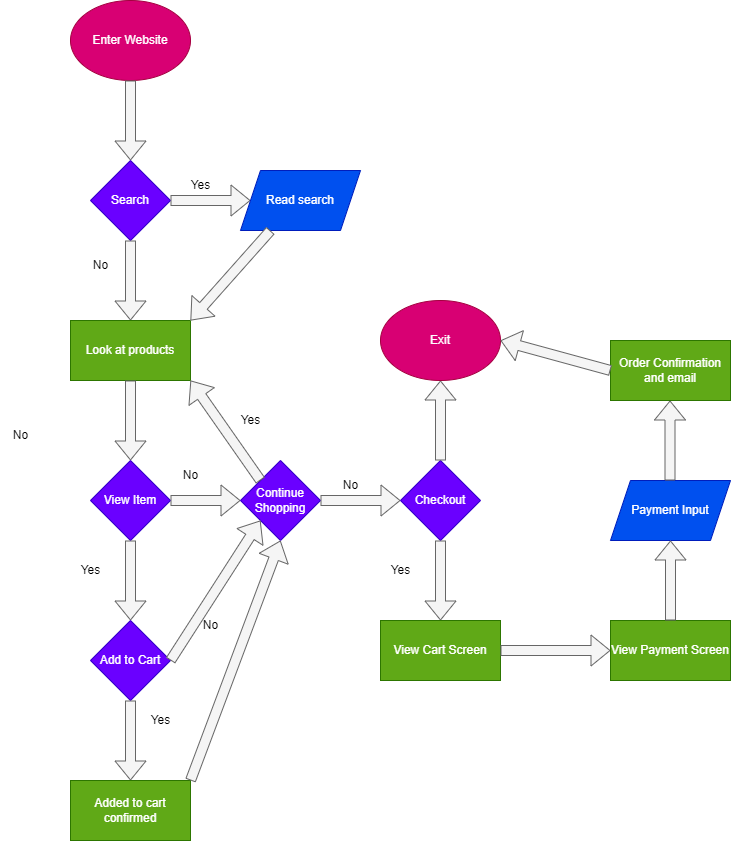 Enter Website
Search
Yes
Read search
No
Look at products
Exit
Order Confirmation
and email
Yes
No
View Item
No
Continue
Shopping
No
Checkout
Payment Input
Yes
Yes
Add to Cart
No
View Cart Screen
View Payment Screen
Yes
Added to cart
confirmed